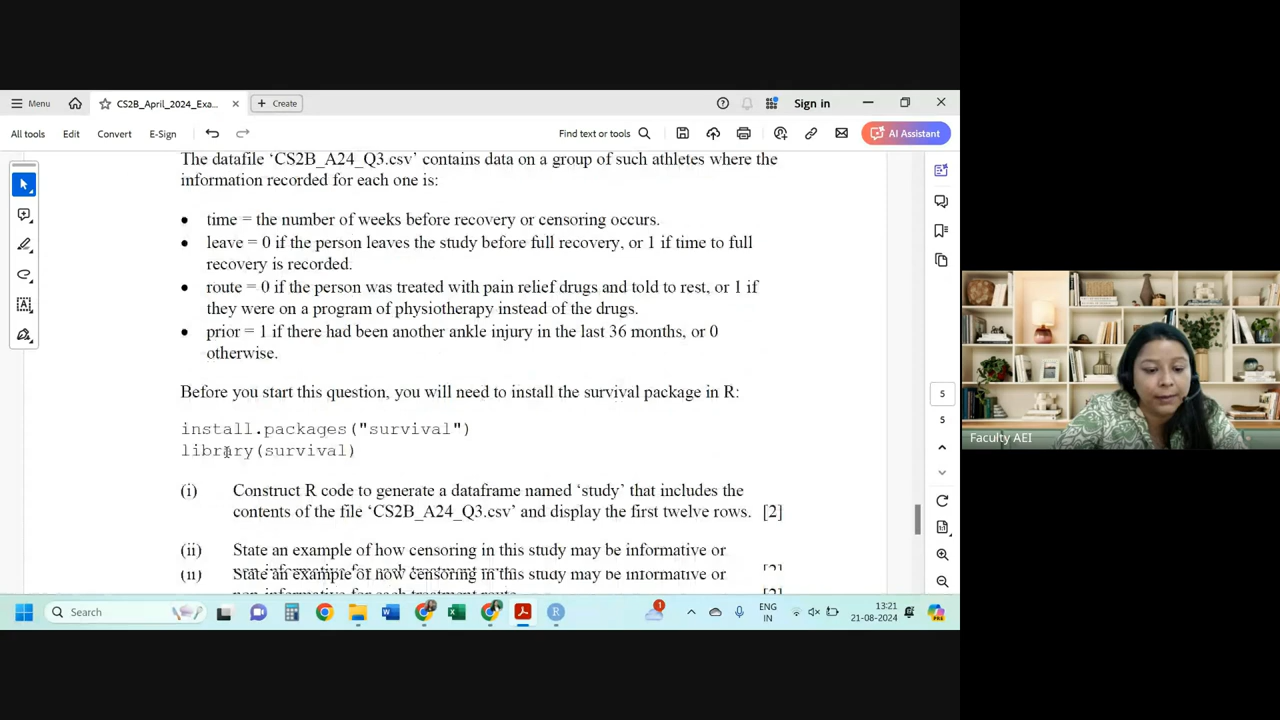 Menu
CS2B_April_2024_Exa...
Create
Sign in
All tools
Edit
Convert
E-Sign
Find text or tools
AI Assistant
The datafile ‘CS2B_A24_Q3.csv’ contains data on a group of such athletes where the
information recorded for each one is:
• time = the number of weeks before recovery or censoring occurs.
• leave = 0 if the person leaves the study before full recovery, or 1 if time to full
recovery is recorded.
• route = 0 if the person was treated with pain relief drugs and told to rest, or 1 if
they were on a program of physiotherapy instead of the drugs.
• prior = 1 if there had been another ankle injury in the last 36 months, or 0
otherwise.
Before you start this question, you will need to install the survival package in R:
install.packages("survival")
library(survival)
(i) Construct R code to generate a dataframe named ‘study’ that includes the
contents of the file ‘CS2B_A24_Q3.csv’ and display the first twelve rows. [2]
(ii) State an example of how censoring in this study may be informative or
(ii) State an example of how censoring in this study may be informative or
5
5
Faculty AEI
Search
1
ENG
IN
13:21
21-08-2024